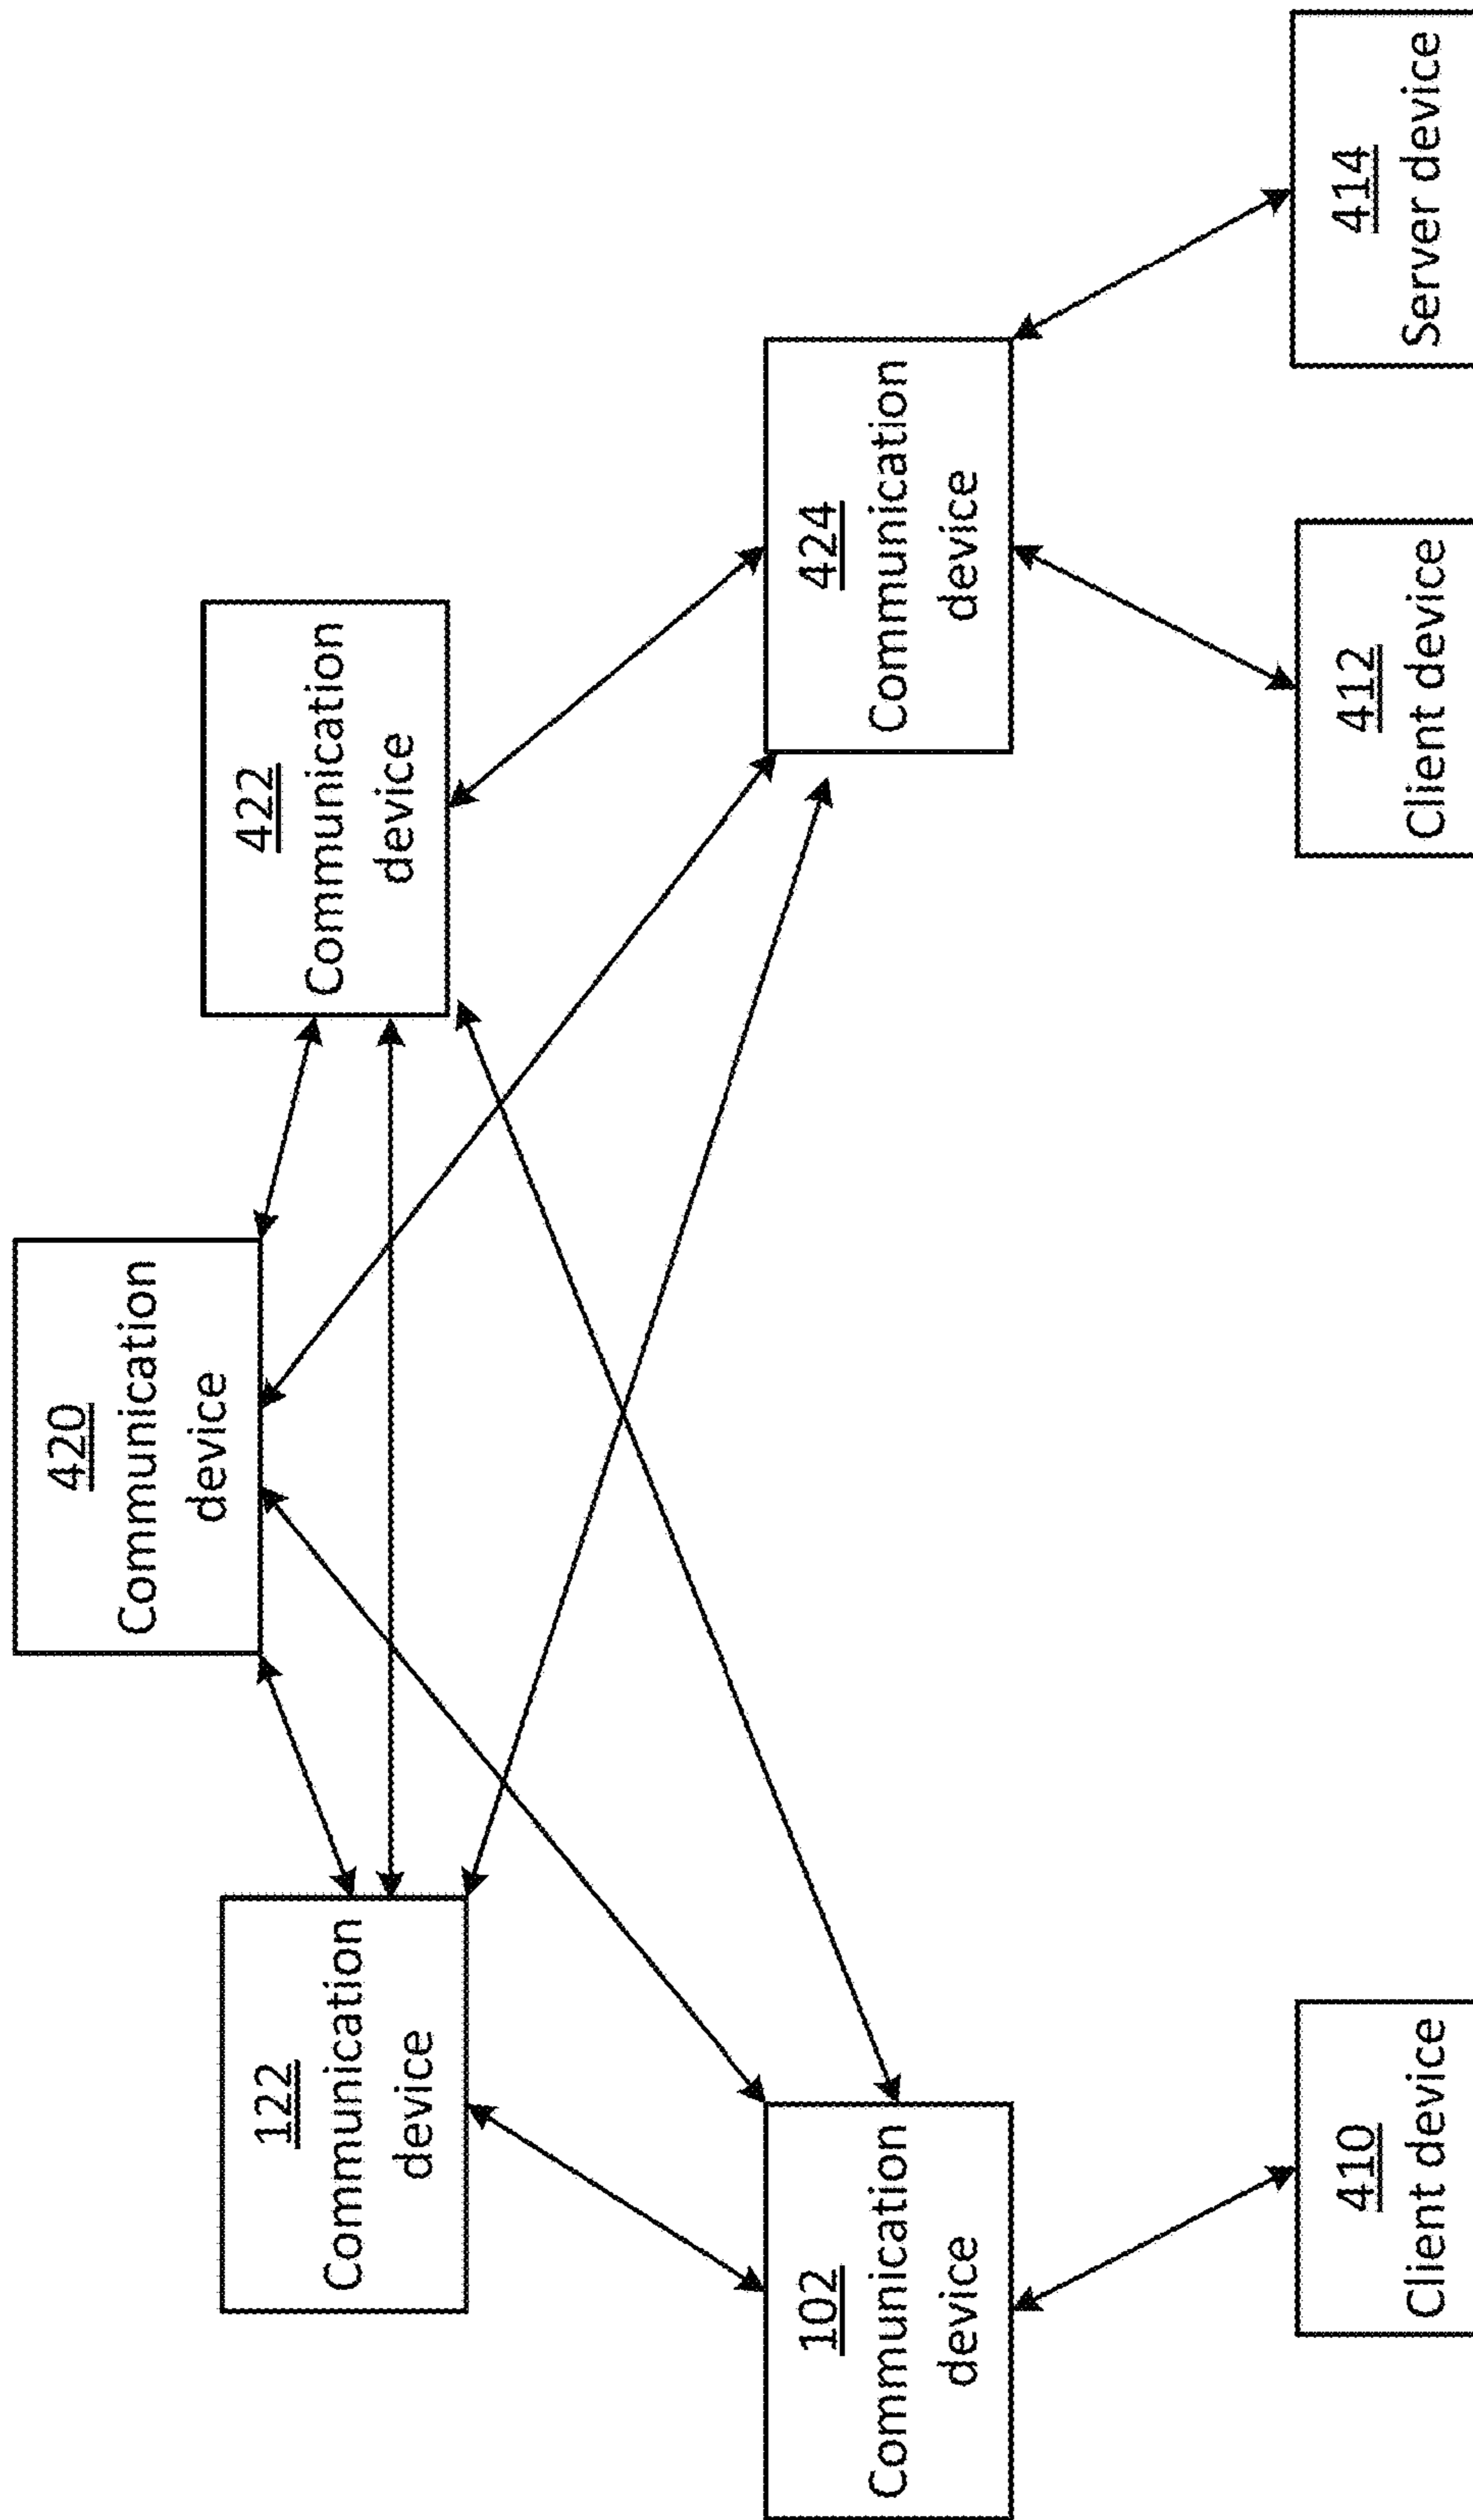 420
Communication
device
122
Communication
device
422
Communication
device
102
Communication
device
424
Communication
device
410
Client device
412
Client device
414
Server device